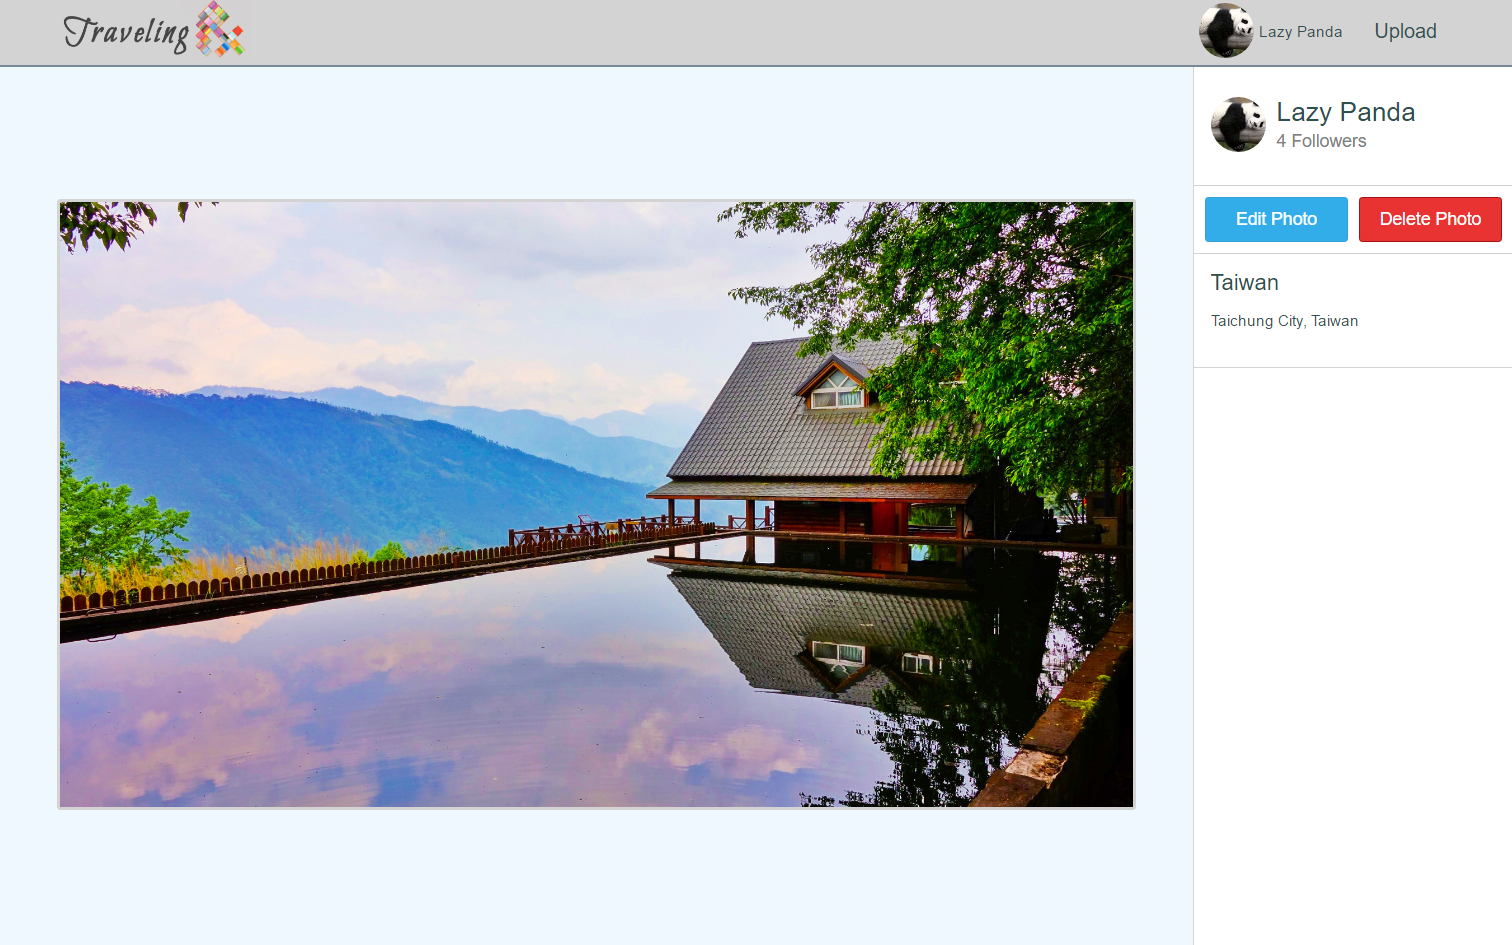 Traveling
Lazy Panda
Upload
Lazy Panda
4 Followers
Edit Photo
Delete Photo
Taiwan
Taichung City, Taiwan